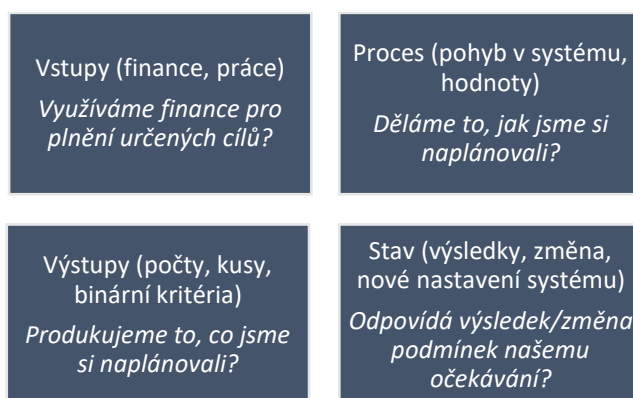 Vstupy (finance, práce)
Využíváme finance pro
plnění určených cílů?
Proces (pohyb v systému,
hodnoty)
Děláme to, jak jsme si
naplánovali?
Výstupy (počty, kusy,
binární kritéria)
Produkujeme to, co jsme
si naplánovali?
Stav (výsledky, změna,
nové nastavení systému)
Odpovídá výsledek/změna
podmínek našemu
očekávání?